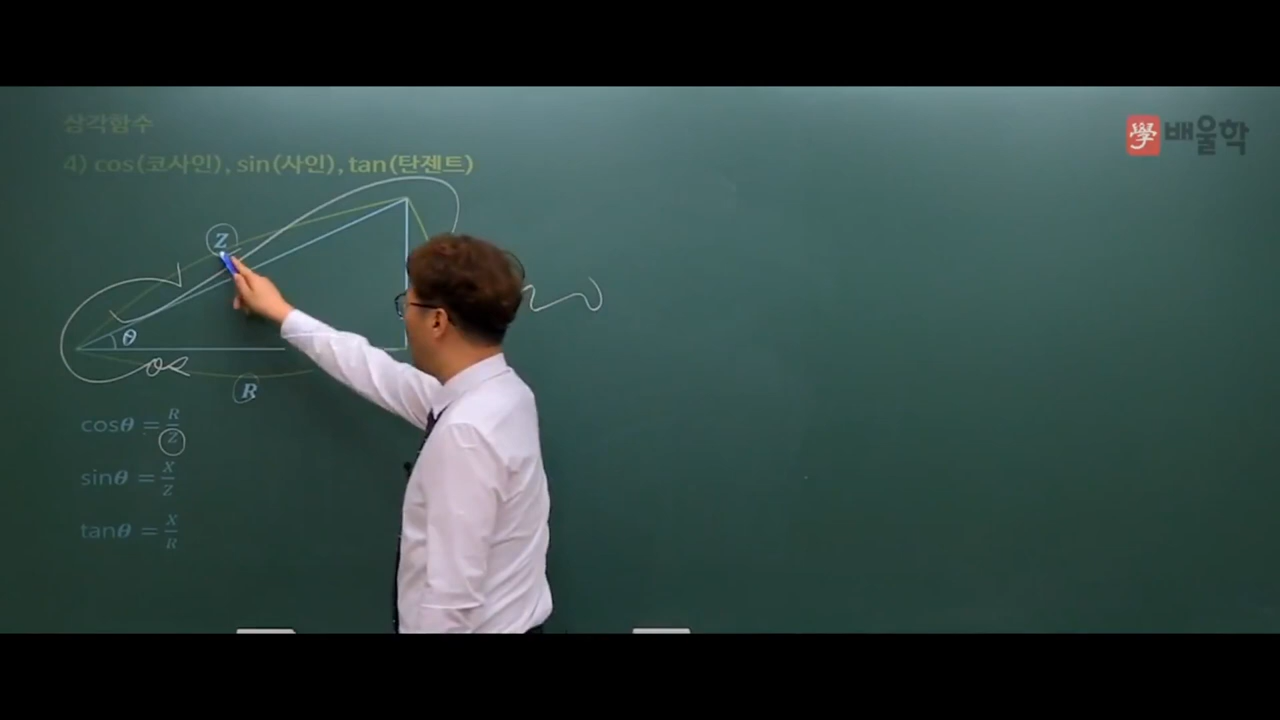 삼각함수
學 배울학
4) cos(코사인), sin(사인), tan(탄젠트)
Z
θ
os
R
cosθ = R/Z
sinθ = X/Z
tanθ = X/R